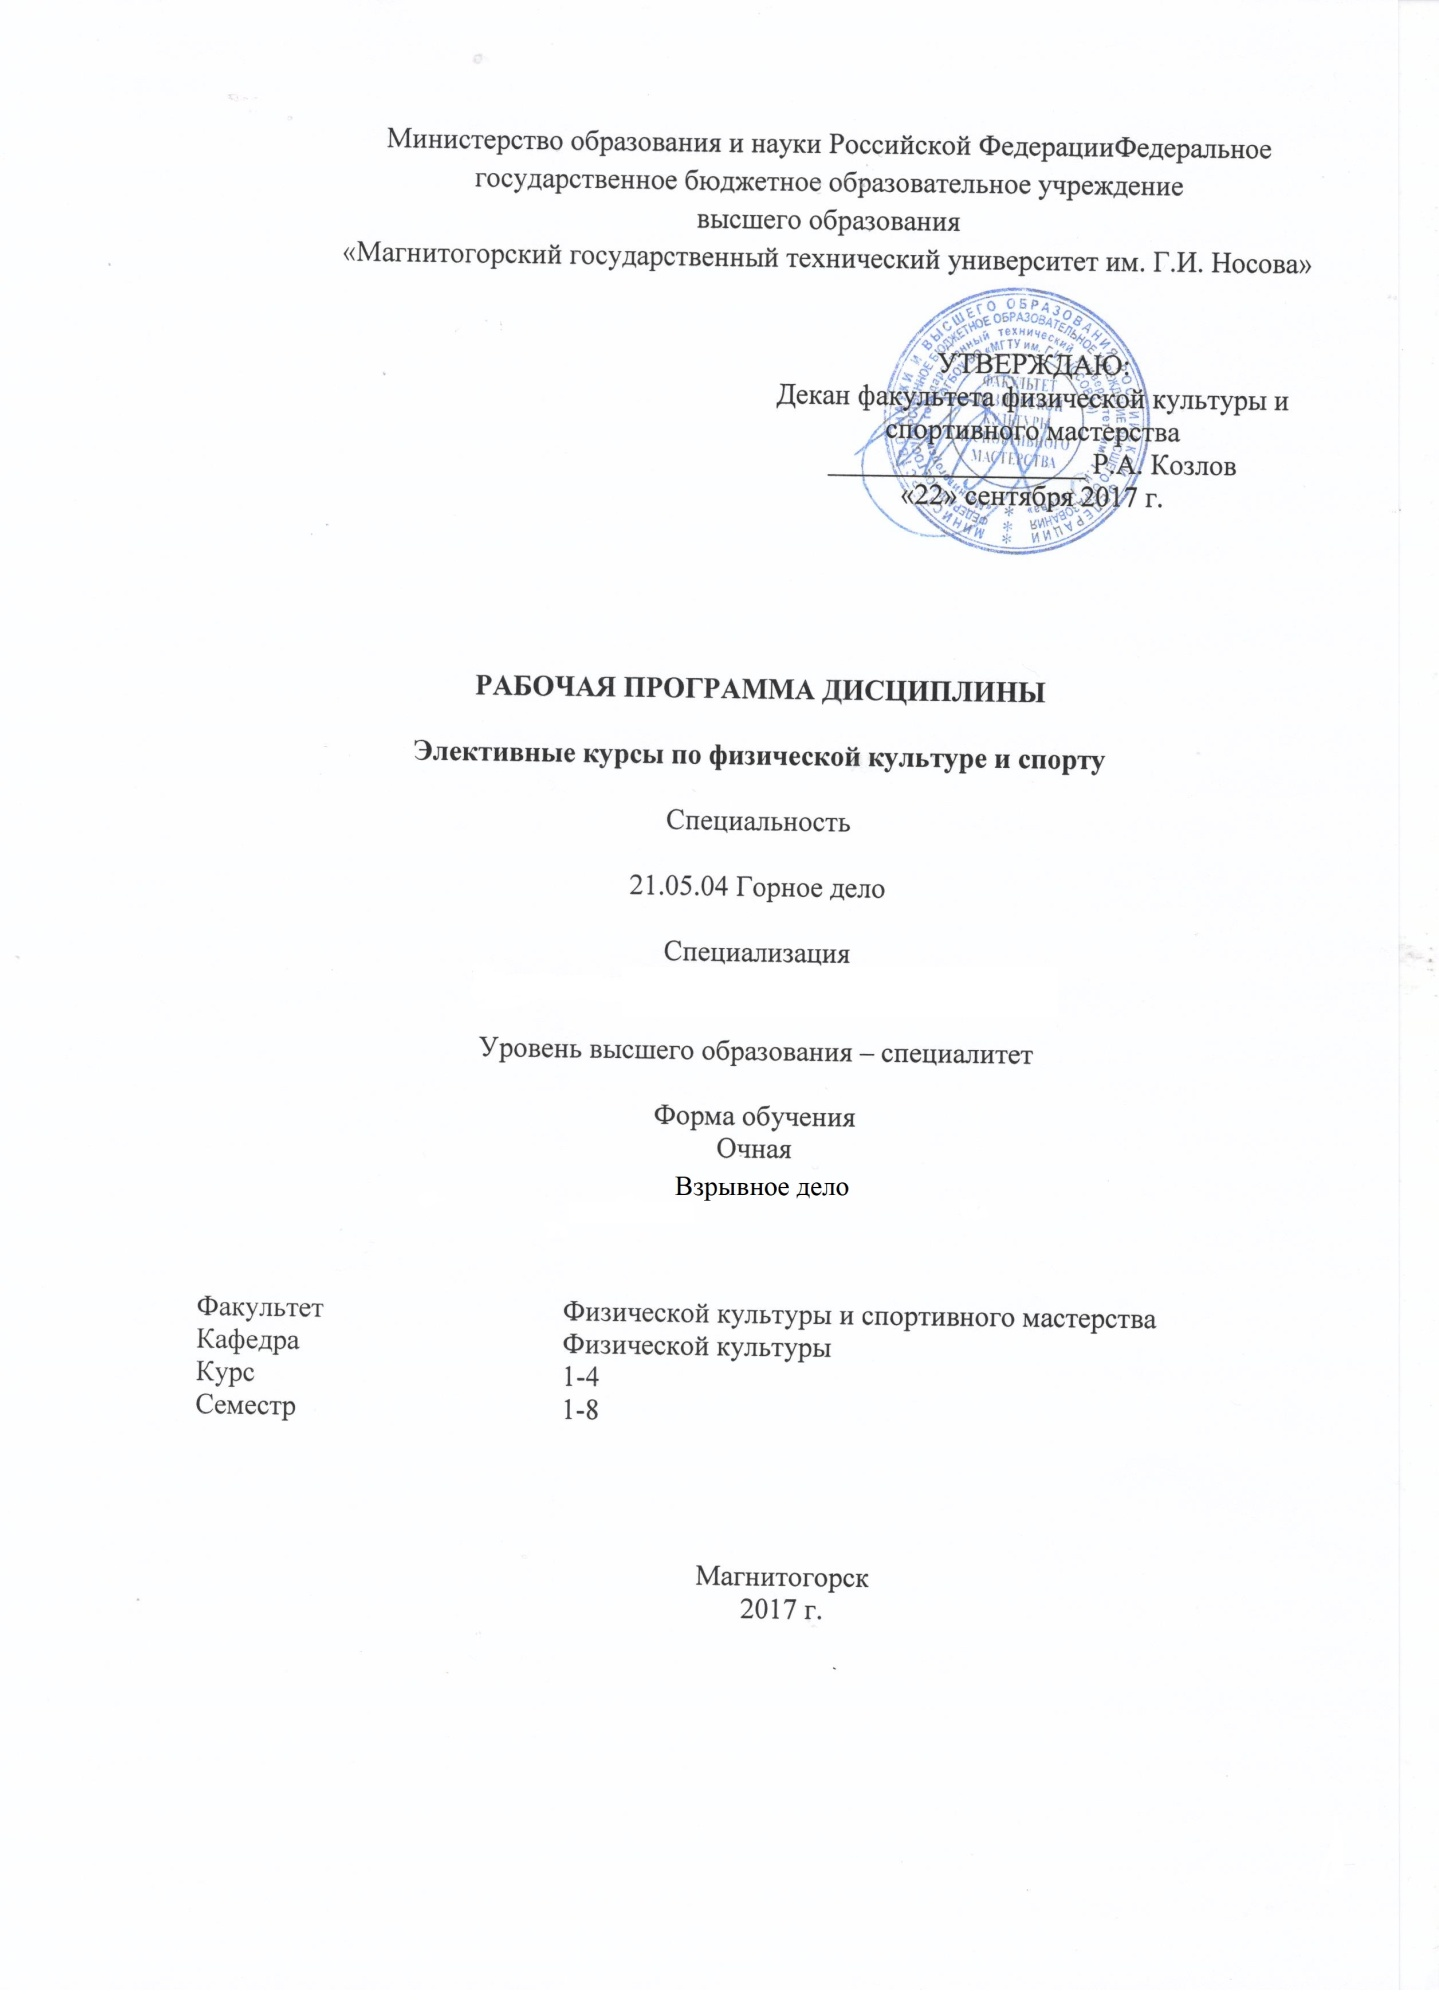 Министерство образования и науки Российской ФедерацииФедеральное
государственное бюджетное образовательное учреждение
высшего образования
«Магнитогорский государственный технический университет им. Г.И. Носова»
УТВЕРЖДАЮ:
Декан факультета физической культуры и
спортивного мастерства
Р.А. Козлов
«22» сентября 2017 г.
ФАКУЛЬТЕТ
МАСТЕРСТВА
РАБОЧАЯ ПРОГРАММА ДИСЦИПЛИНЫ
Элективные курсы по физической культуре и спорту
Специальность
21.05.04 Горное дело
Специализация
Уровень высшего образования – специалитет
Форма обучения
Очная
Взрывное дело
Факультет Физической культуры и спортивного мастерства
Кафедра Физической культуры
Курс 1-4
Семестр 1-8
Магнитогорск
2017 г.